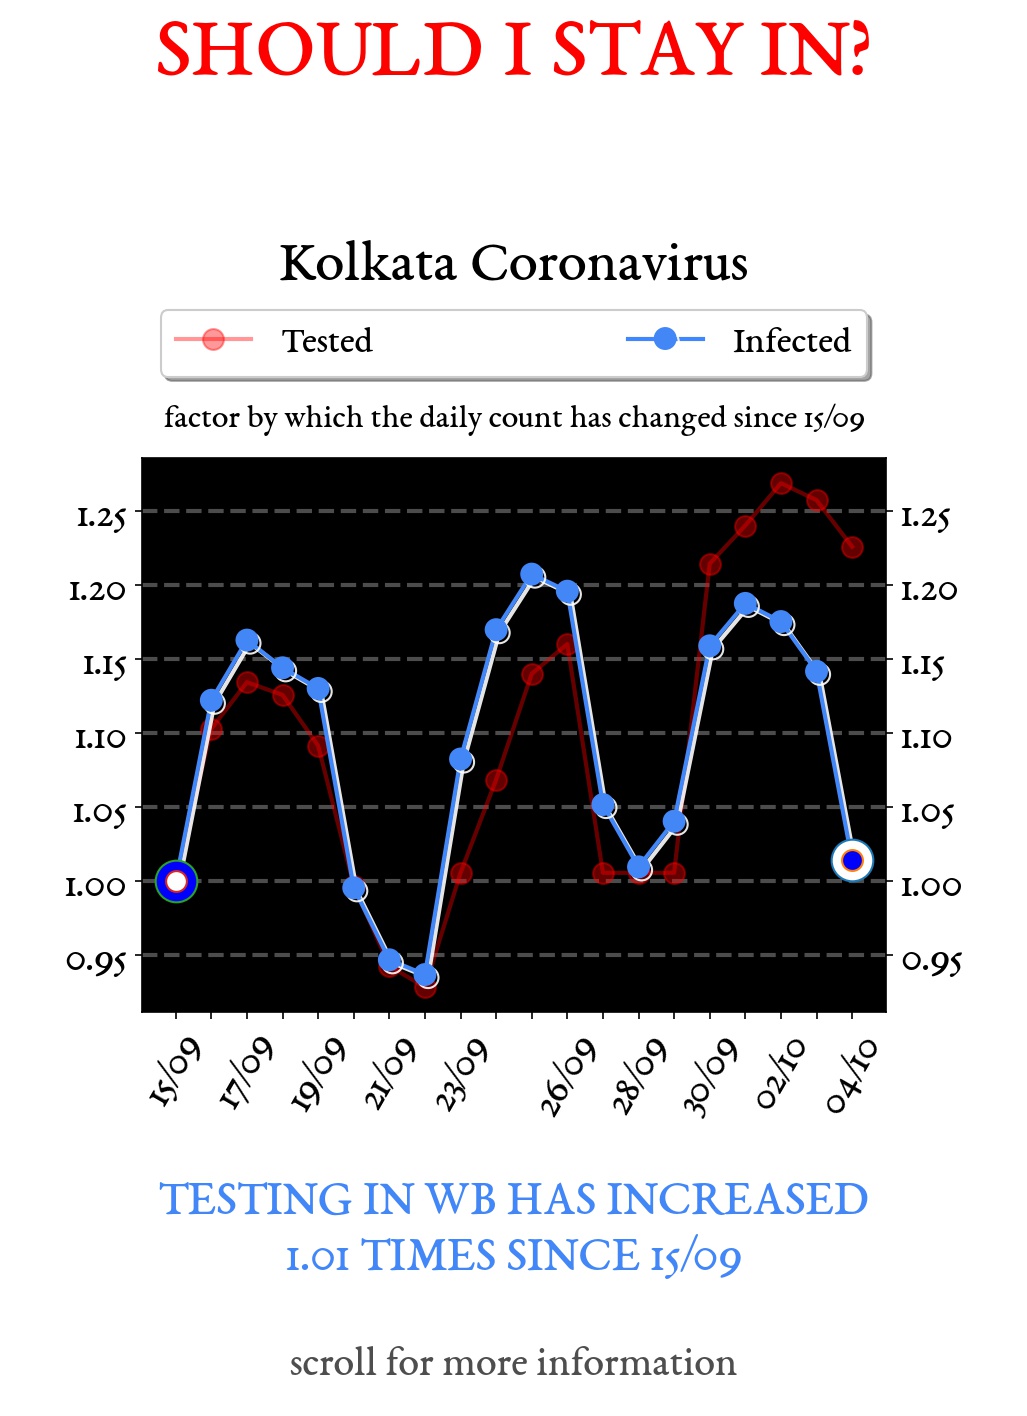 SHOULD I STAY IN?
Kolkata Coronavirus
Tested Infected
factor by which the daily count has changed since 15/09
1.25 1.25
1.20 1.20
1.15 1.15
1.10 1.10
1.05 1.05
1.00 1.00
0.95 0.95
15/09 17/09 19/09 21/09 23/09 26/09 28/09 30/09 02/10 04/10
TESTING IN WB HAS INCREASED
1.01 TIMES SINCE 15/09
scroll for more information